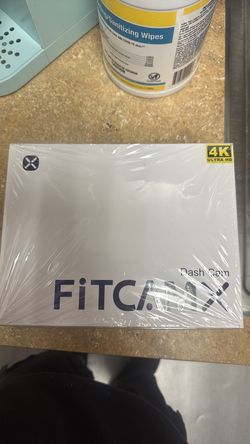 Sanitizing Wipes
4K
ULTRA HD
Dash Cam
FiTCAMX